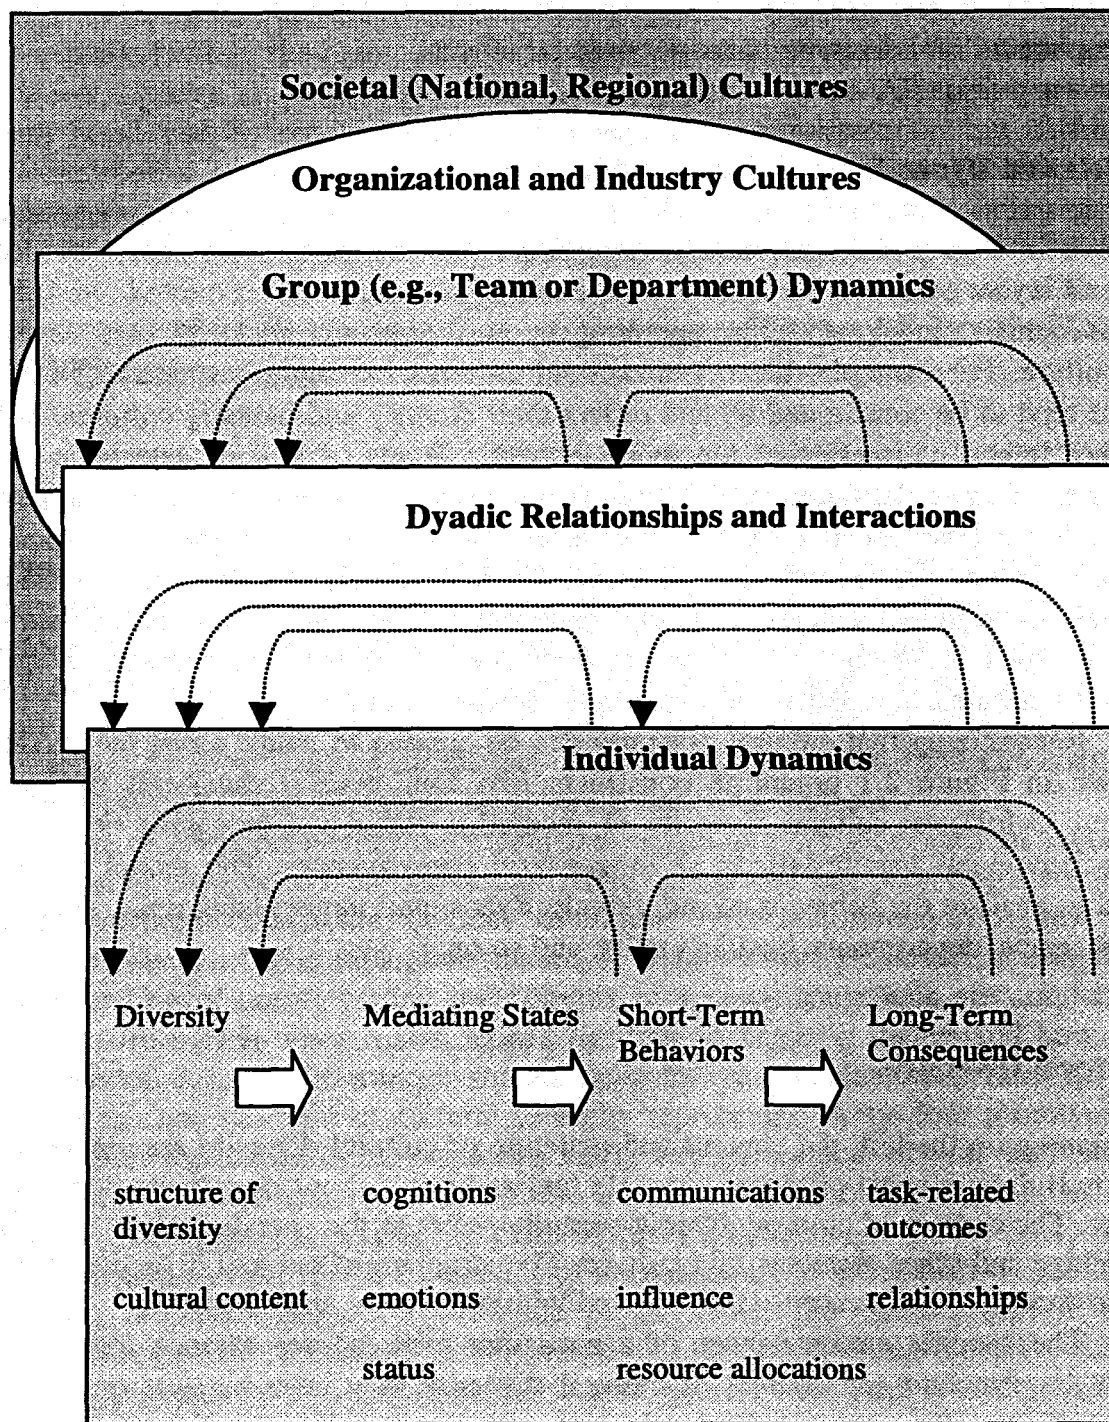 Societal (National, Regional) Cultures
Organizational and Industry Cultures
Group (e.g., Team or Department) Dynamics
Dyadic Relationships and Interactions
Individual Dynamics
Diversity
Mediating States
Short-Term
Behaviors
Long-Term
Consequences
structure of
diversity
cognitions
communications
task-related
outcomes
cultural content
emotions
influence
relationships
status
resource allocations